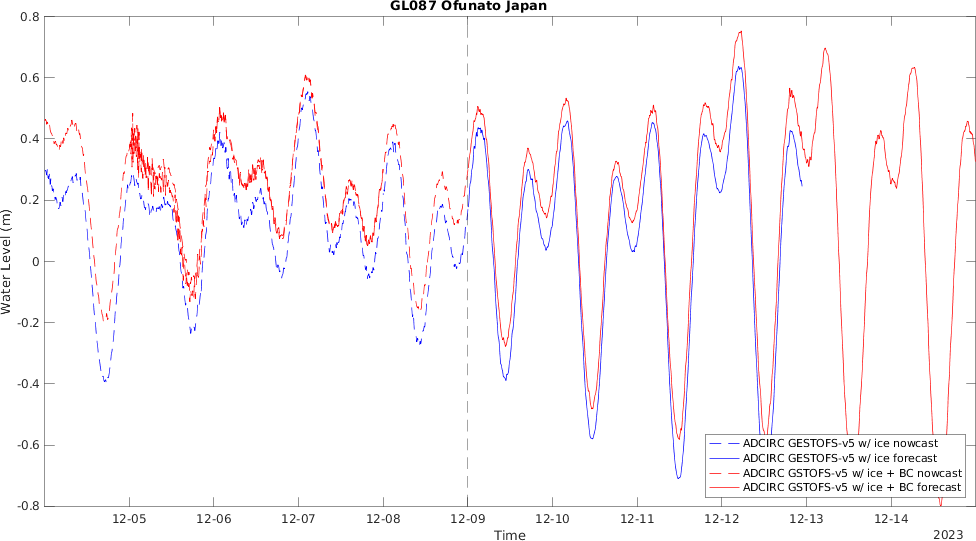 GL087 Ofunato Japan
0.8
0.6
0.4
0.2
0
-0.2
-0.4
-0.6
-0.8
Water Level (m)
ADCIRC GESTOFS-v5 w/ ice nowcast
ADCIRC GESTOFS-v5 w/ ice forecast
ADCIRC GSTOFS-v5 w/ ice + BC nowcast
ADCIRC GSTOFS-v5 w/ ice + BC forecast
12-05 12-06 12-07 12-08 12-09 12-10 12-11 12-12 12-13 12-14
Time
2023